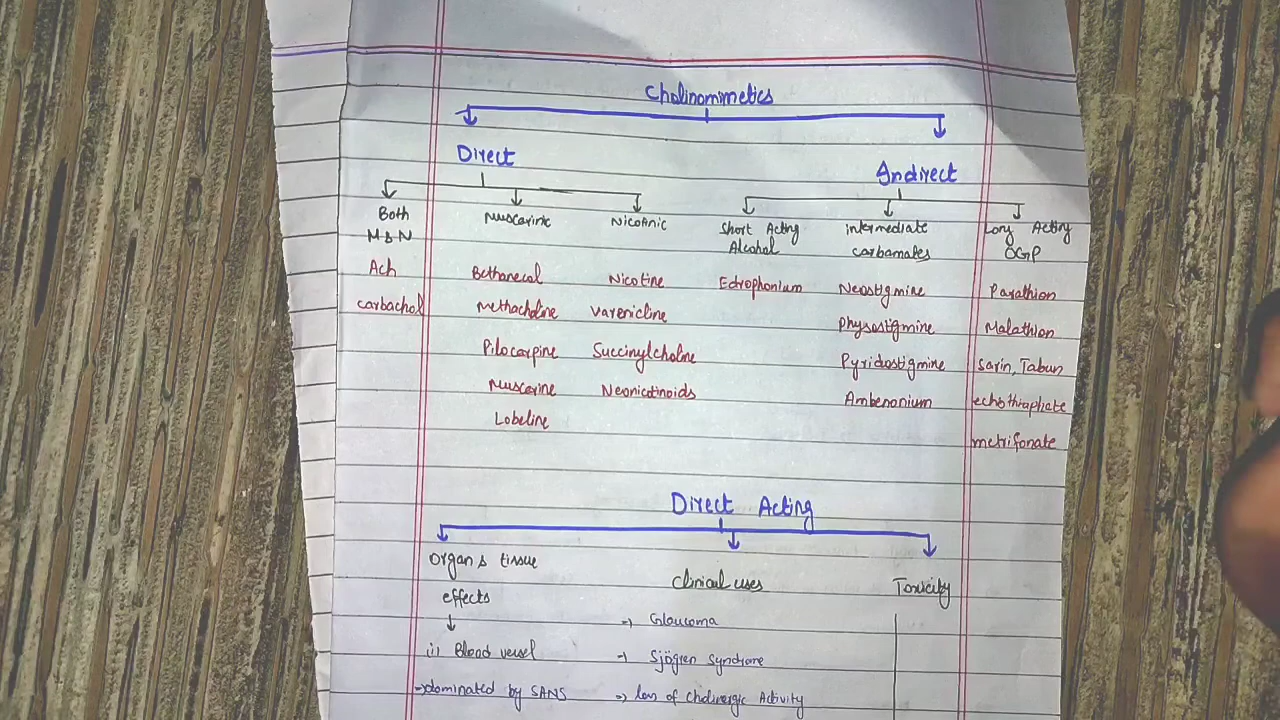 Cholinomimetics
Direct
Indirect
Both
M & N
Muscarinic
Nicotinic
Short Acting
Alcohol
intermediate
carbamates
Long Acting
OGP
Ach
Bethanecol
Nicotine
Edrophonium
Neostigmine
Parathion
carbachol
Methacholine
Varenicline
Physostigmine
Malathion
Pilocarpine
Succinylcholine
Pyridostigmine
Sarin, Tabun
Muscarine
Neonicotinoids
Ambenonium
echothiaphate
Lobeline
metrifonate
Direct Acting
Organ & tissue
effects
Clinical uses
Toxicity
→ Glaucoma
(i) Blood vessel
→ Sjögren Syndrome
→ dominated by SANS
→ loss of cholinergic Activity